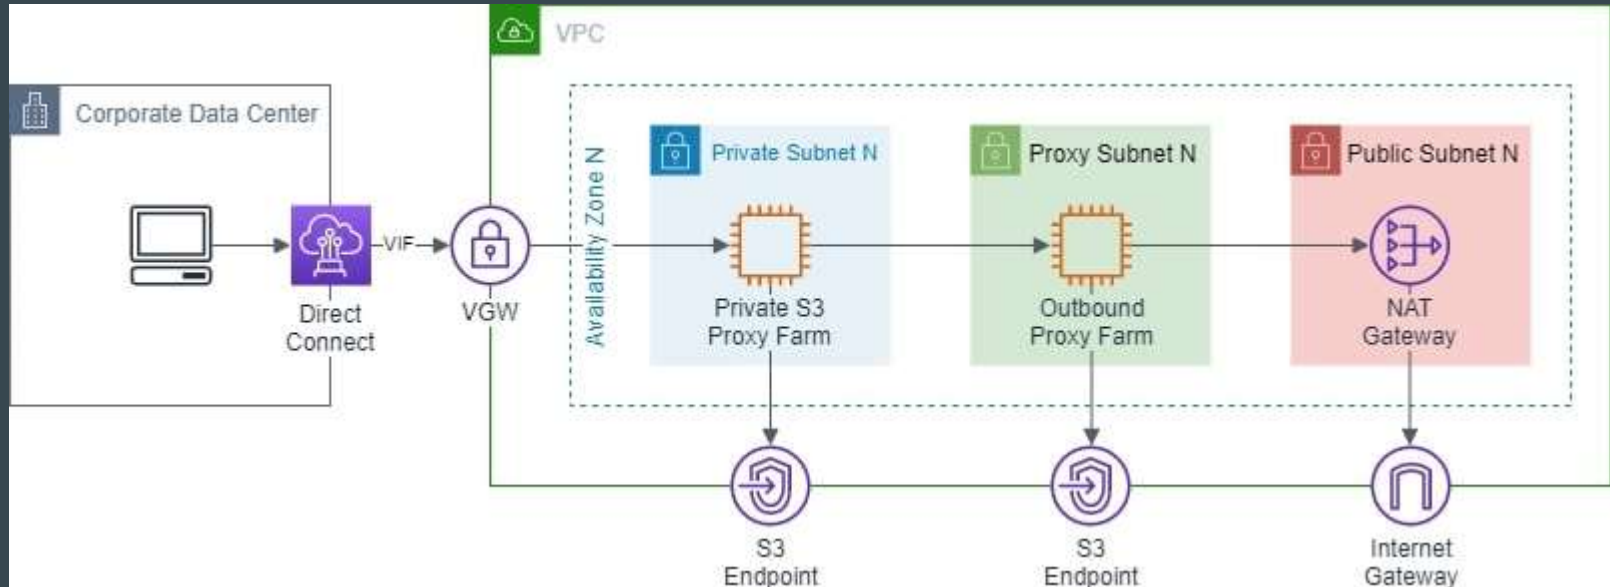 VPC
Corporate Data Center
Availability Zone N
Private Subnet N
Proxy Subnet N
Public Subnet N
VIF
Direct
Connect
VGW
Private S3
Proxy Farm
Outbound
Proxy Farm
NAT
Gateway
S3
Endpoint
S3
Endpoint
Internet
Gateway